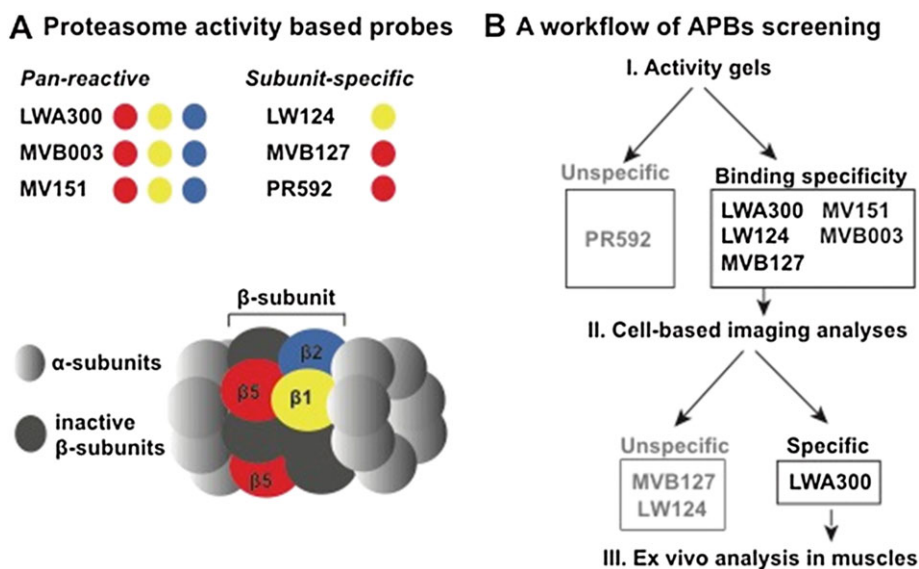 A Proteasome activity based probes
Pan-reactive
Subunit-specific
LWA300
LW124
MVB003
MVB127
MV151
PR592
β-subunit
α-subunits
inactive
β-subunits
β2
β5
β1
β5
B A workflow of APBs screening
I. Activity gels
Unspecific
Binding specificity
PR592
LWA300 MV151
LW124 MVB003
MVB127
II. Cell-based imaging analyses
Unspecific
Specific
MVB127
LW124
LWA300
III. Ex vivo analysis in muscles